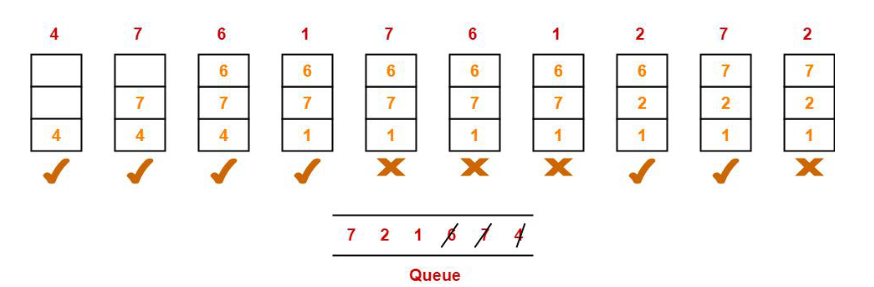 4 7 6 1 7 6 1 2 7 2
6 6 6 6 6 6 7 7
7 7 7 7 7 7 2 2 2
4 4 4 1 1 1 1 1 1 1
7 2 1 6 7 4
Queue